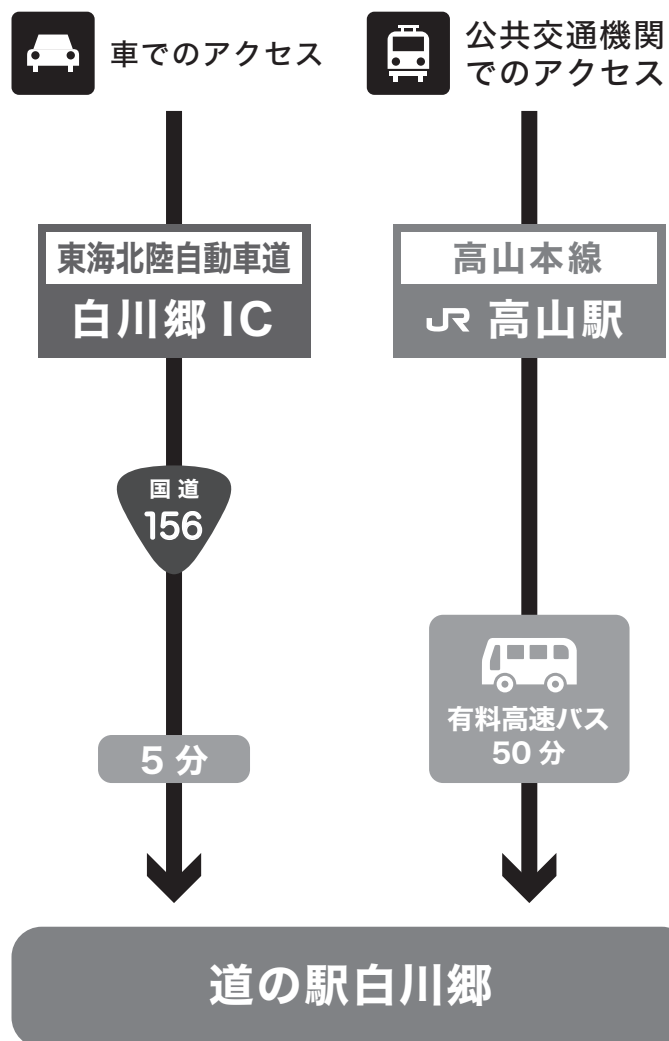 車でのアクセス
東海北陸自動車道
白川郷 IC
国道
156
5 分
公共交通機関
でのアクセス
高山本線
JR 高山駅
有料高速バス
50 分
道の駅白川郷